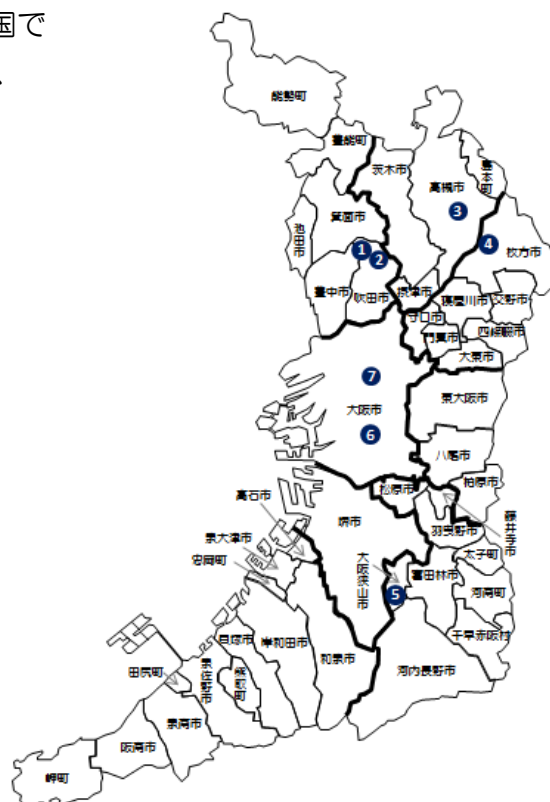 国で
能勢町
豊能町
茨木市
高槻市
島本町
箕面市
池田市
3
1
2
4
枚方市
豊中市
吹田市
摂津市
寝屋川市
交野市
守口市
門真市
四條畷市
大東市
7
大阪市
東大阪市
6
八尾市
柏原市
松原市
高石市
堺市
藤井寺市
羽曳野市
泉大津市
忠岡町
大阪狭山市
太子町
富田林市
5
河南町
千早赤阪村
貝塚市
岸和田市
和泉市
河内長野市
田尻町
泉佐野市
熊取町
泉南市
阪南市
岬町